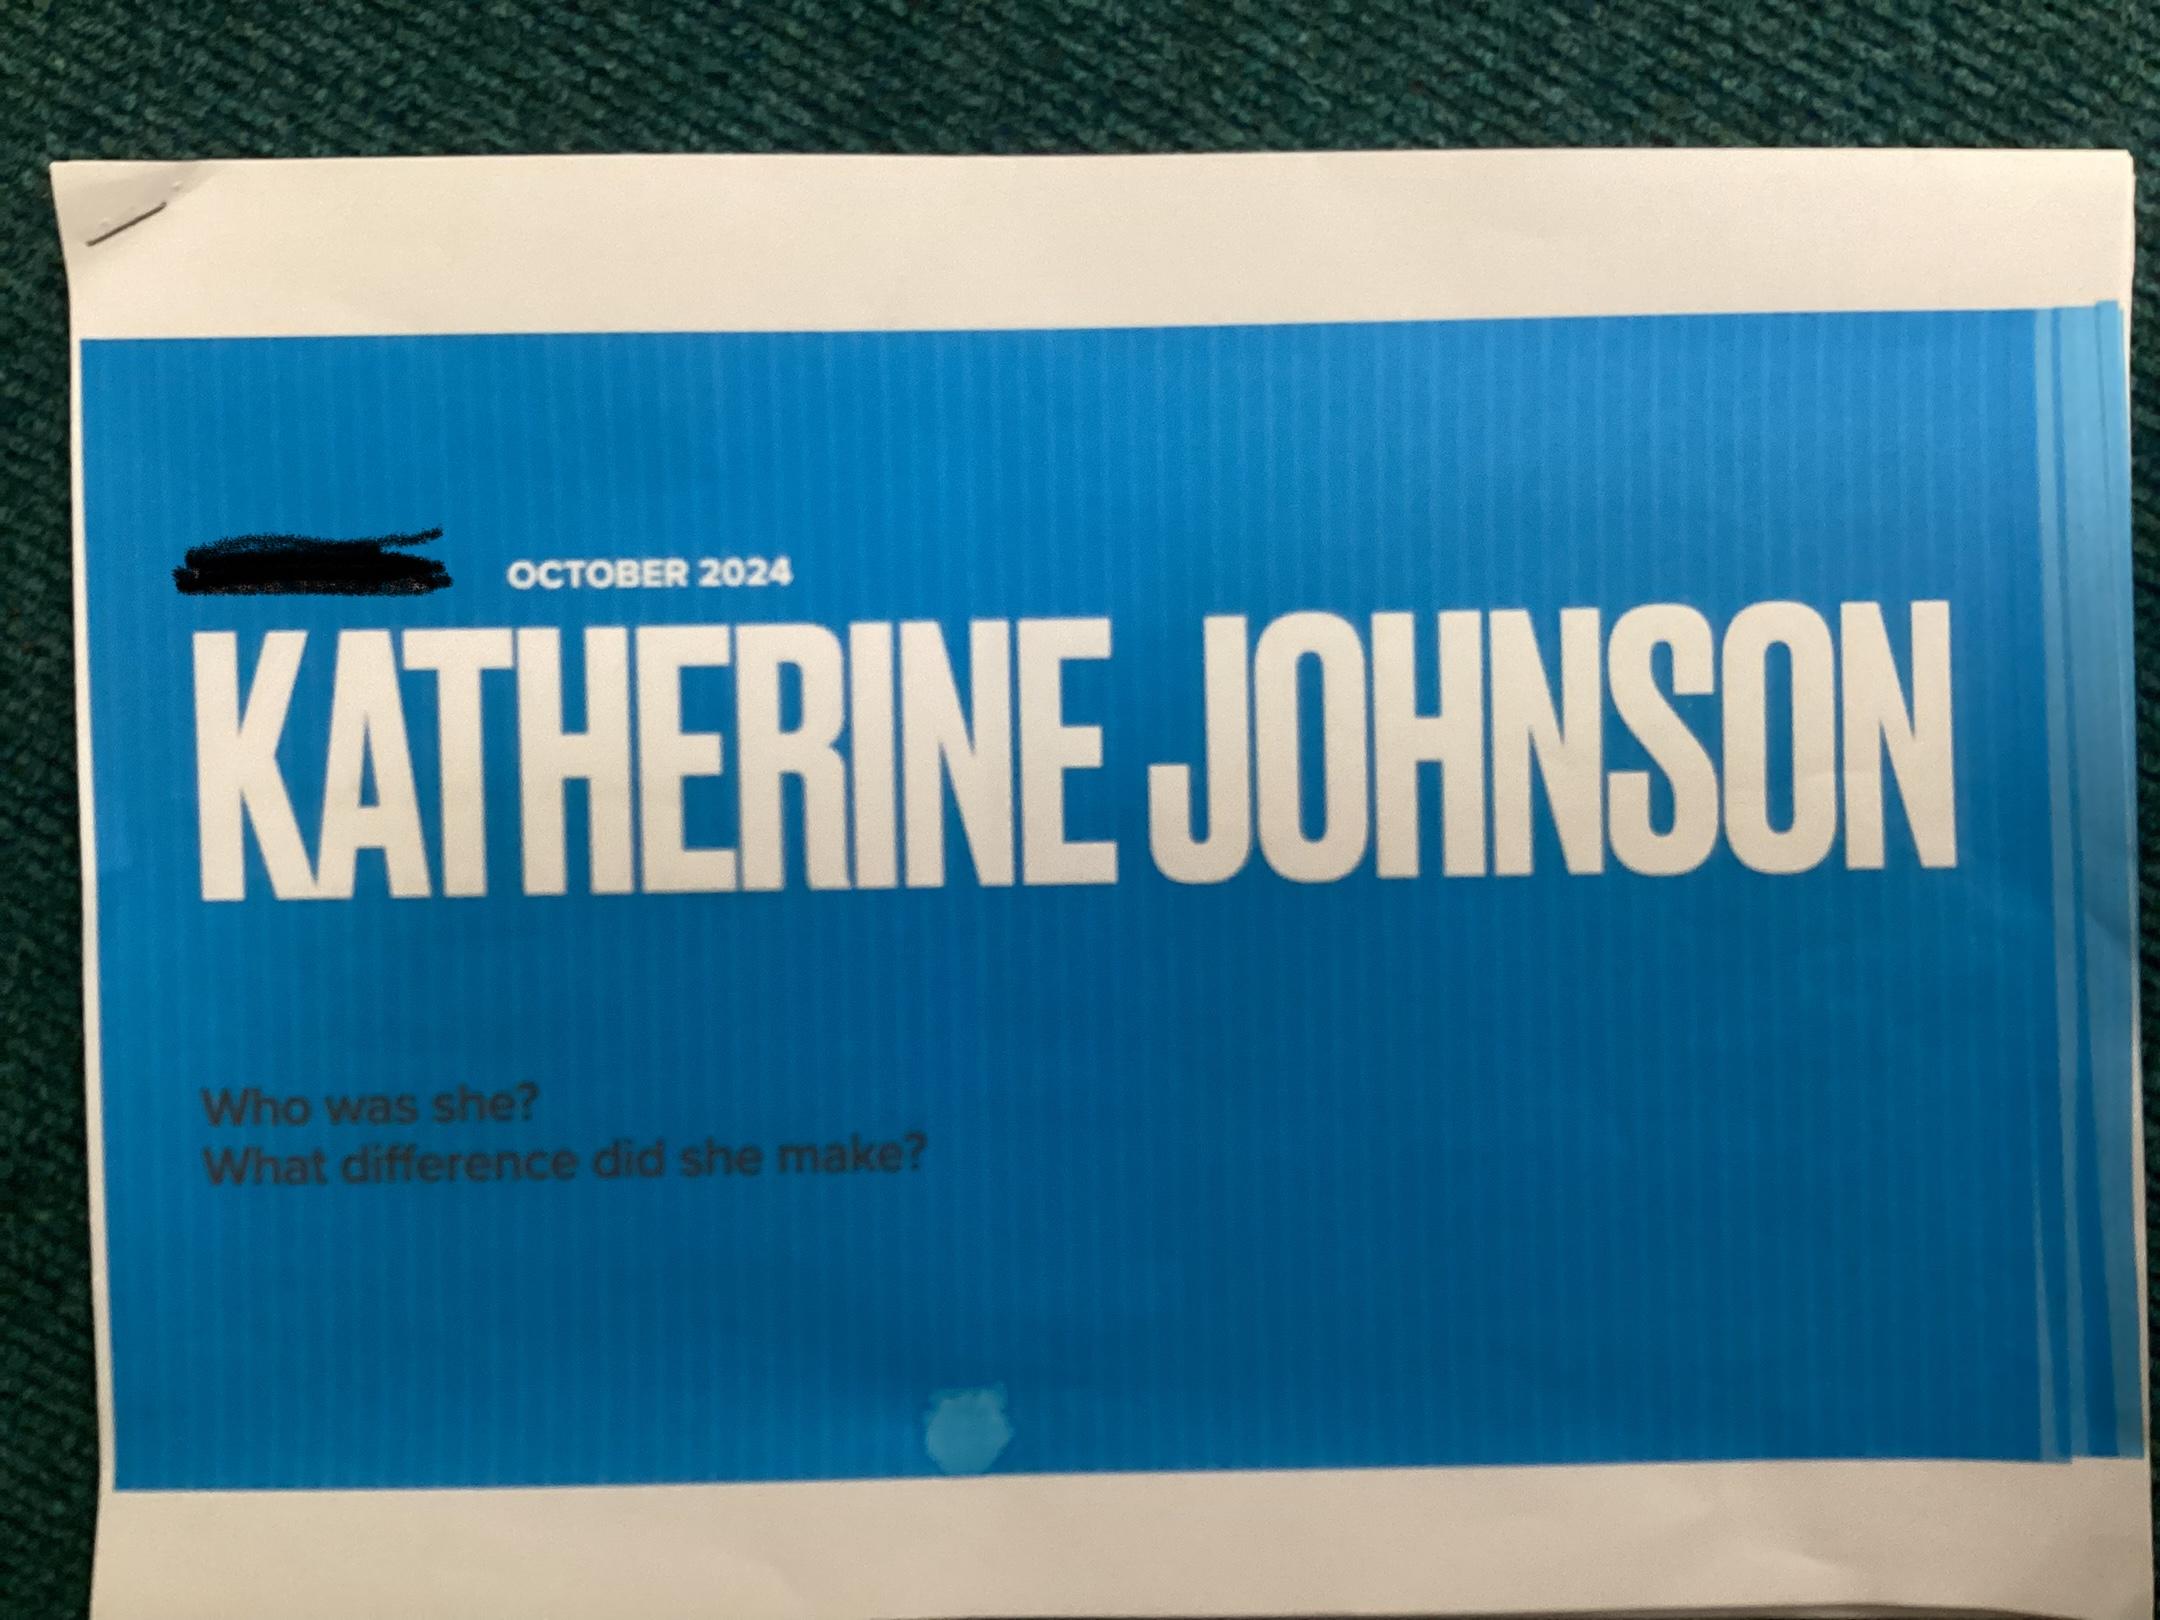 OCTOBER 2024
KATHERINE JOHNSON
Who was she?
What difference did she make?